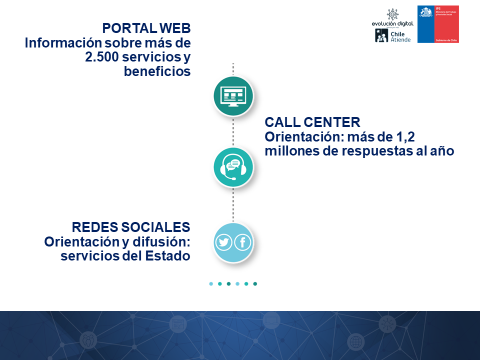 PORTAL WEB
Información sobre más de
2.500 servicios y
beneficios
evolución digital
Chile
Atiende
IPS
CALL CENTER
Orientación: más de 1,2
millones de respuestas al año
REDES SOCIALES
Orientación y difusión:
servicios del Estado